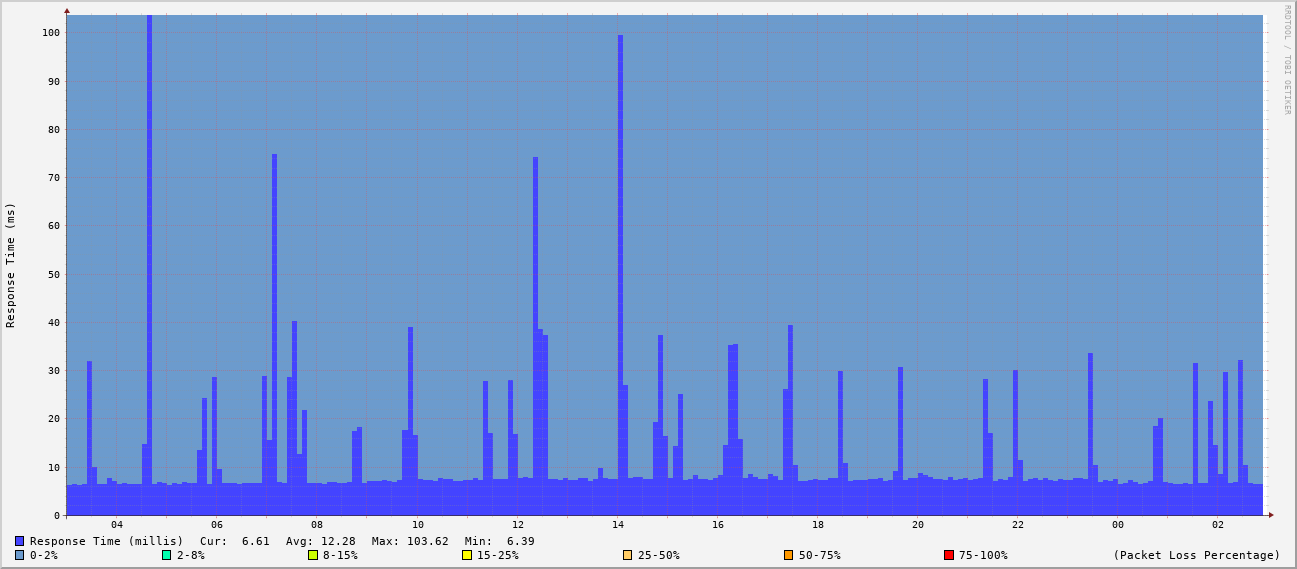 RRDTOOL / TOBI OETIKER
Response Time (ms)
100
90
80
70
60
50
40
30
20
10
0
04 06 08 10 12 14 16 18 20 22 00 02
Response Time (millis) Cur: 6.61 Avg: 12.28 Max: 103.62 Min: 6.39
0-2% 2-8% 8-15% 15-25% 25-50% 50-75% 75-100% (Packet Loss Percentage)